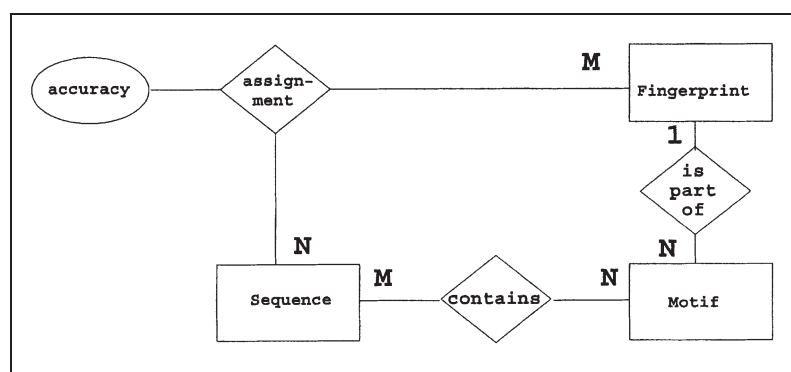 M
accuracy
assign-
ment
Fingerprint
1
is
part
of
N
N
M
contains
N
Sequence
Motif